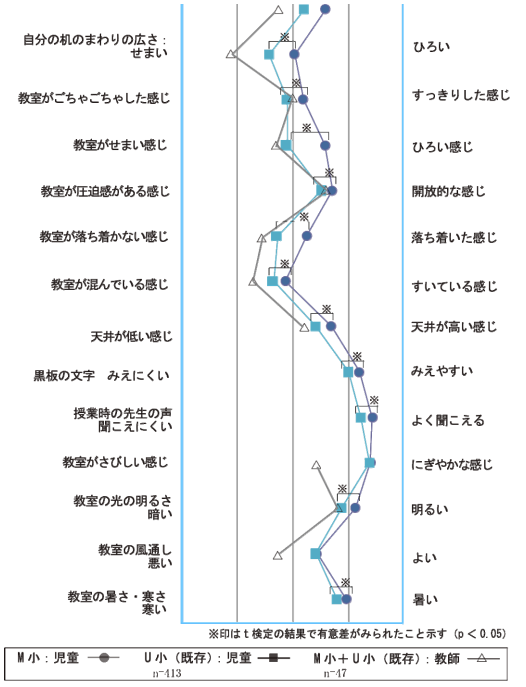 自分の机のまわりの広さ：
せまい
ひろい
※
教室がごちゃごちゃした感じ
すっきりした感じ
※
教室がせまい感じ
ひろい感じ
※
教室が圧迫感がある感じ
開放的な感じ
※
教室が落ち着かない感じ
落ち着いた感じ
※
教室が混んでいる感じ
すいている感じ
※
天井が低い感じ
天井が高い感じ
※
黒板の文字　みえにくい
みえやすい
※
授業時の先生の声
聞こえにくい
よく聞こえる
※
教室がさびしい感じ
にぎやかな感じ
教室の光の明るさ
暗い
明るい
※
教室の風通し
悪い
よい
教室の暑さ・寒さ
寒い
暑い
※
※印はｔ検定の結果で有意差がみられたこと示す（p＜0.05）
M小：児童
U小（既存）：児童
M小＋U小（既存）：教師
n-413
n-47